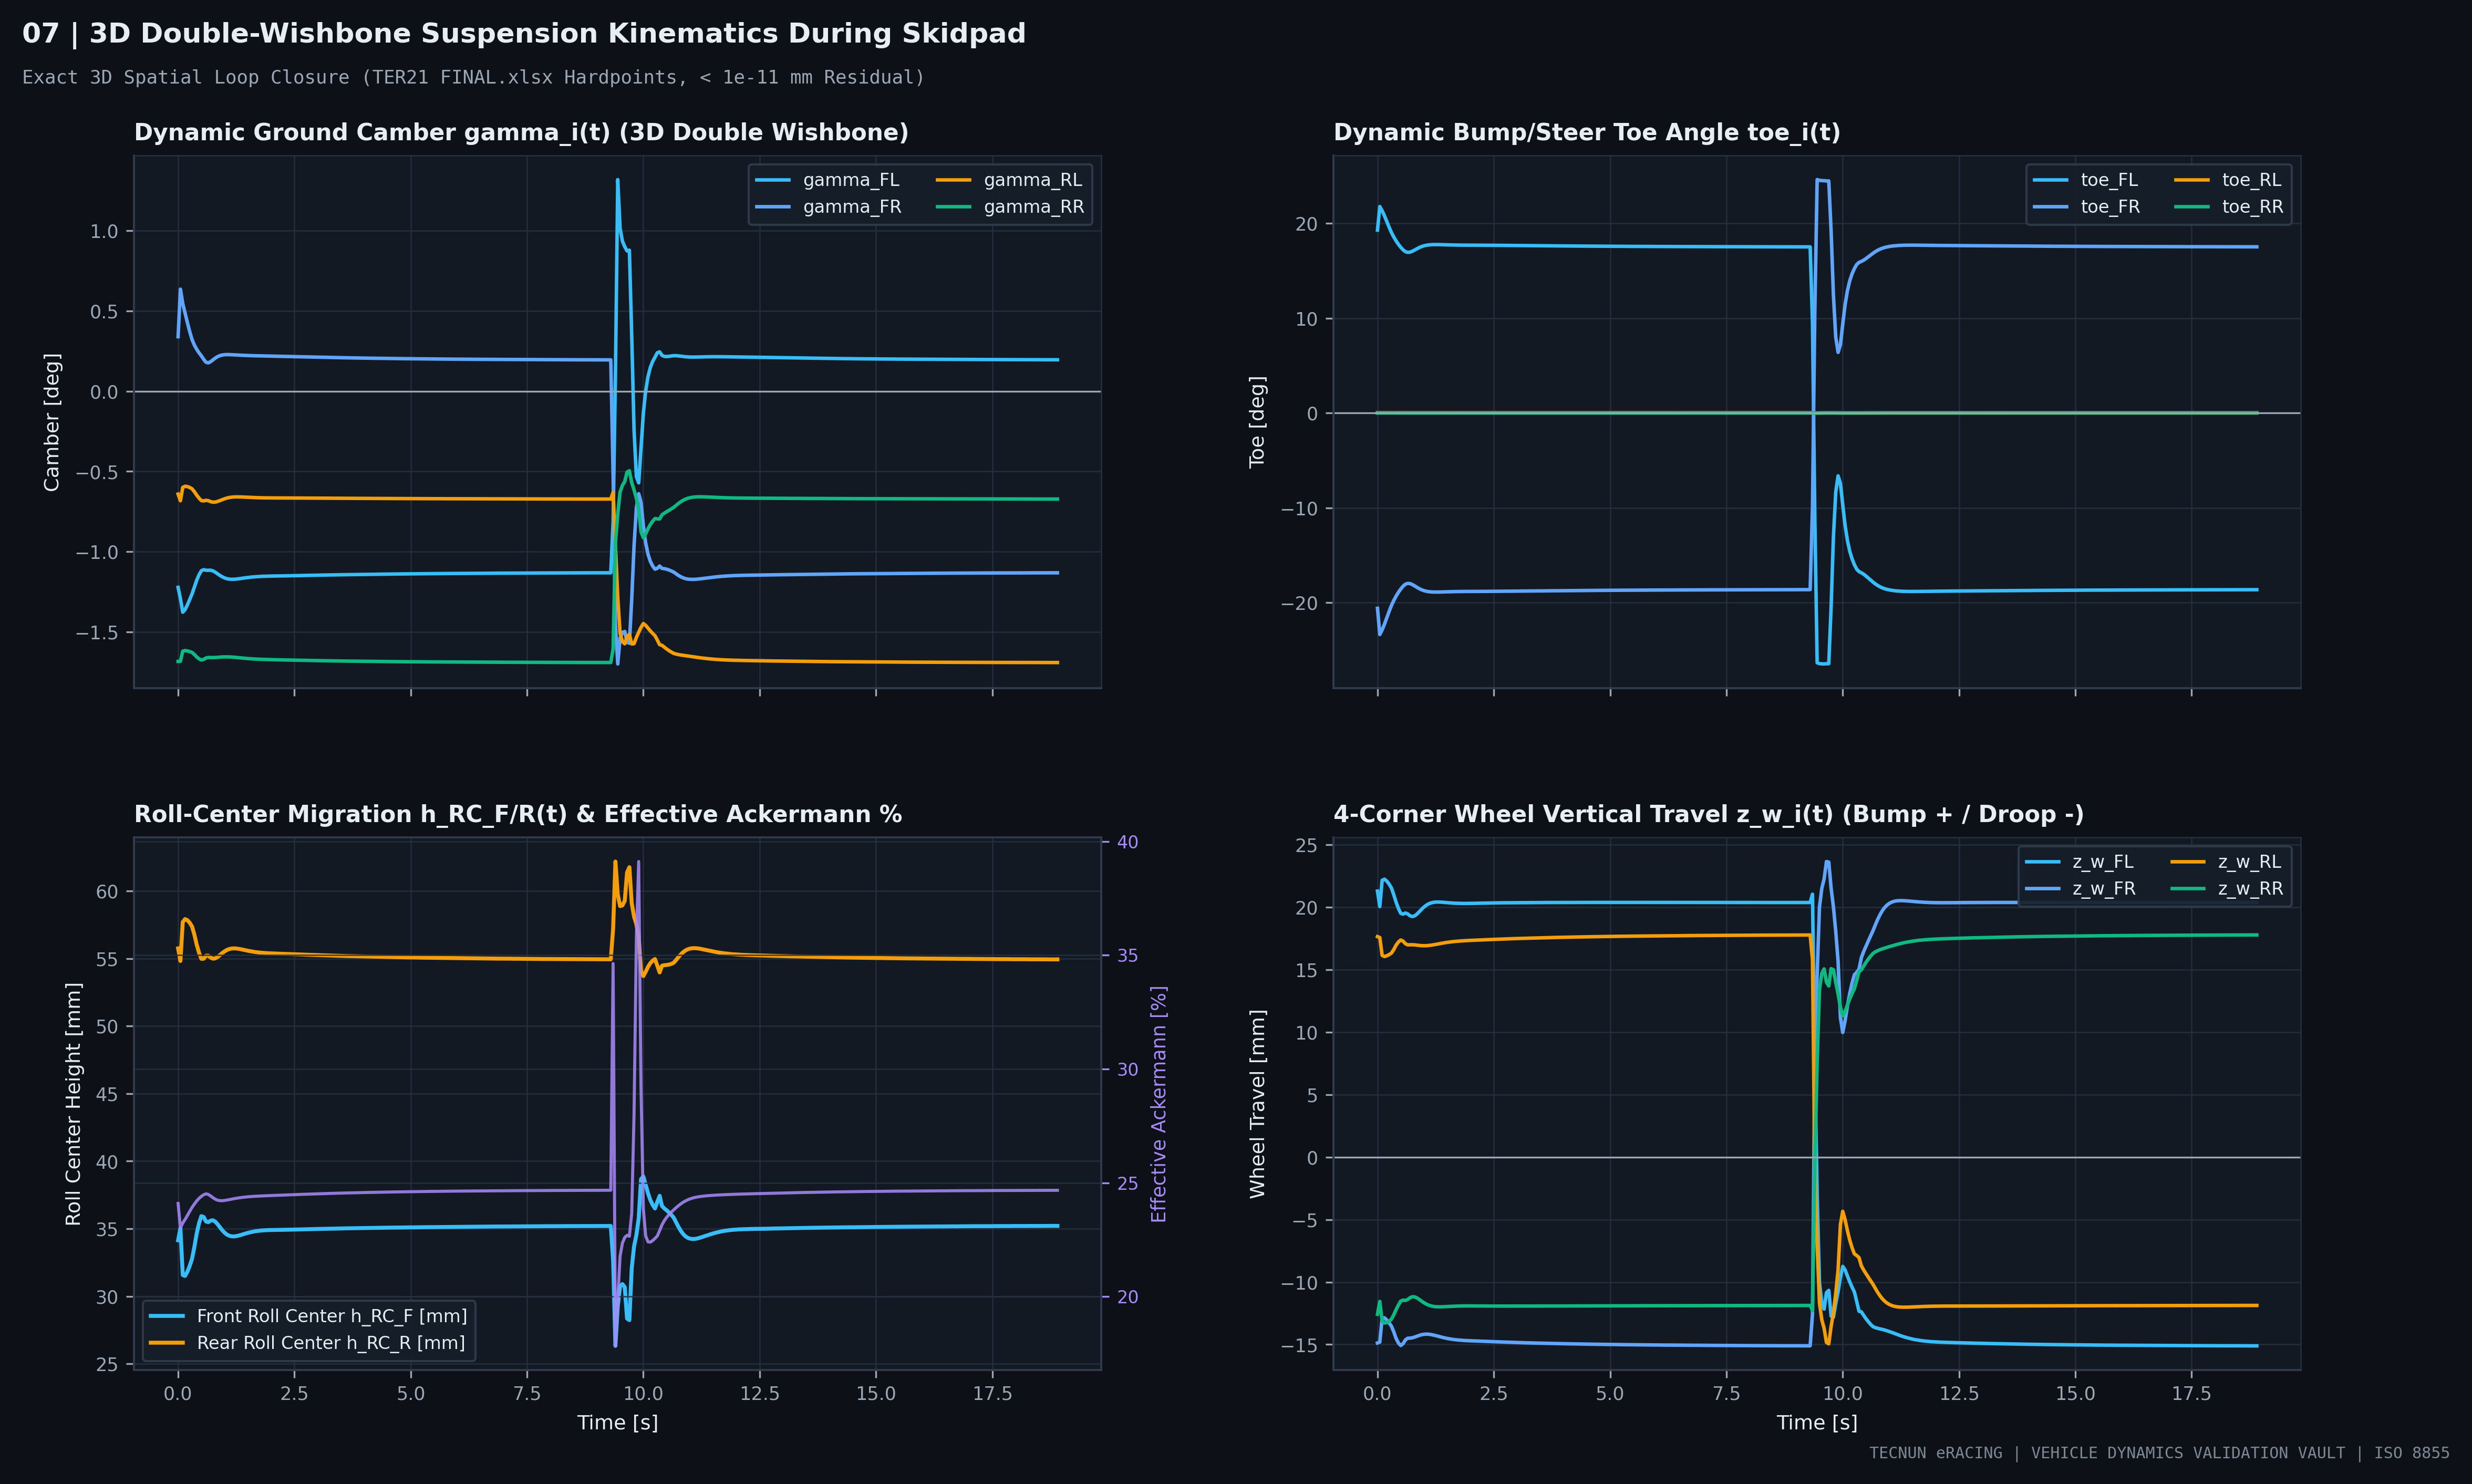 07 | 3D Double-Wishbone Suspension Kinematics During Skidpad
Exact 3D Spatial Loop Closure (TER21 FINAL.xlsx Hardpoints, < 1e-11 mm Residual)
Dynamic Ground Camber gamma_i(t) (3D Double Wishbone)
gamma_FL
gamma_RL
gamma_FR
gamma_RR
Camber [deg]
1.0
0.5
0.0
−0.5
−1.0
−1.5
Dynamic Bump/Steer Toe Angle toe_i(t)
toe_FL
toe_RL
toe_FR
toe_RR
Toe [deg]
20
10
0
−10
−20
Roll-Center Migration h_RC_F/R(t) & Effective Ackermann %
Roll Center Height [mm]
60
55
50
45
40
35
30
25
Effective Ackermann [%]
40
35
30
25
20
Front Roll Center h_RC_F [mm]
Rear Roll Center h_RC_R [mm]
0.0
2.5
5.0
7.5
10.0
12.5
15.0
17.5
Time [s]
4-Corner Wheel Vertical Travel z_w_i(t) (Bump + / Droop -)
z_w_FL
z_w_RL
z_w_FR
z_w_RR
Wheel Travel [mm]
25
20
15
10
5
0
−5
−10
−15
0.0
2.5
5.0
7.5
10.0
12.5
15.0
17.5
Time [s]
TECNUN eRACING | VEHICLE DYNAMICS VALIDATION VAULT | ISO 8855